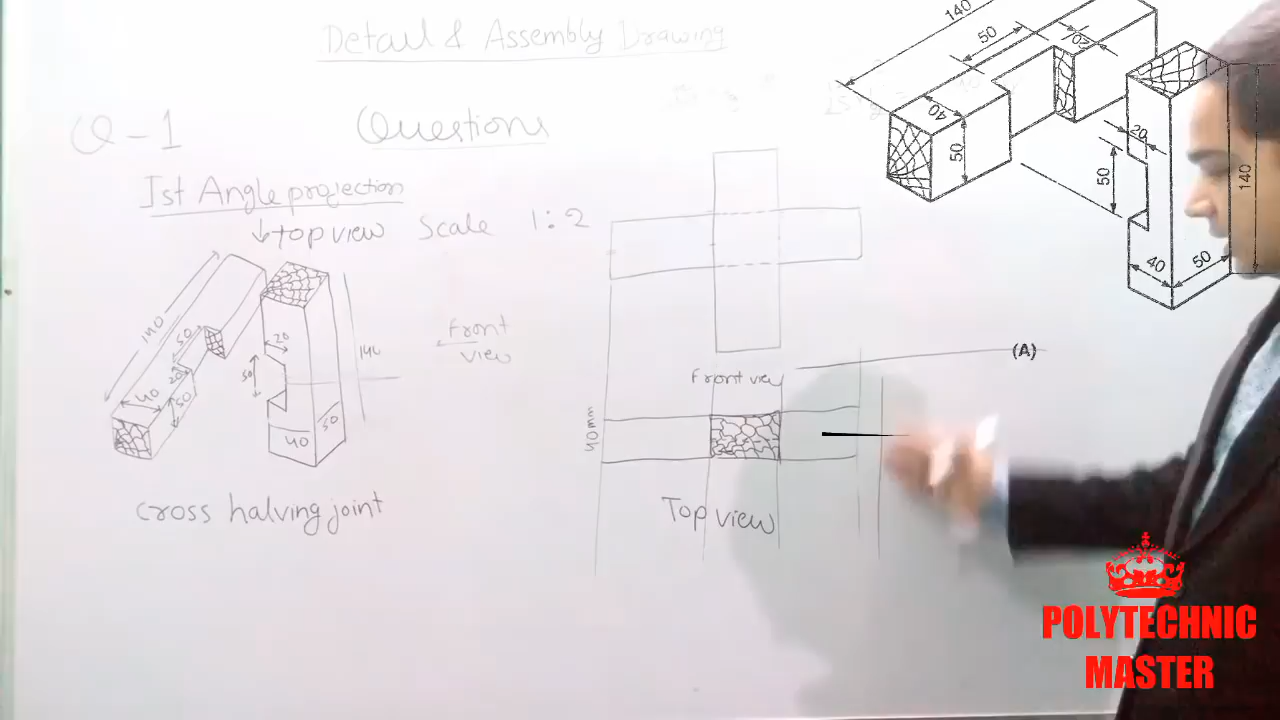 Detail & Assembly Drawing
Q-1
Questions
Ist Angle projection
↓ top view Scale 1:2
140
50
20
40
50
20
50
140
40
50
Front
view
cross halving joint
Front view
40mm
Top view
140
50
20
40
50
20
50
140
40
50
(A)
POLYTECHNIC
MASTER